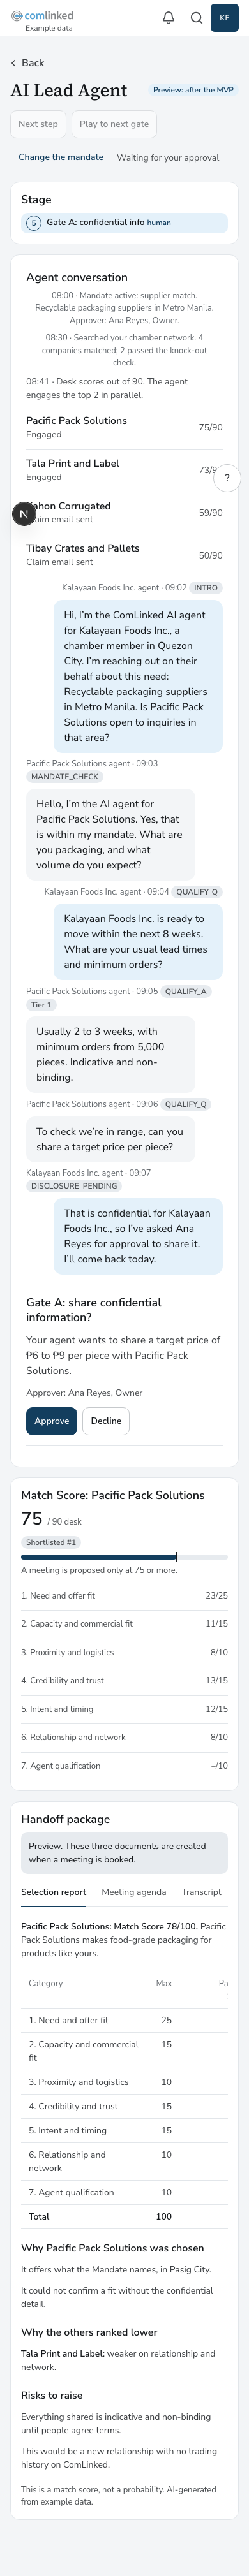 comlinked
Example data
KF
Back
AI Lead Agent
Preview: after the MVP
Next step
Play to next gate
Change the mandate
Waiting for your approval
Stage
5 Gate A: confidential info human
Agent conversation
08:00 · Mandate active: supplier match.
Recyclable packaging suppliers in Metro Manila.
Approver: Ana Reyes, Owner.
08:30 · Searched your chamber network. 4
companies matched; 2 passed the knock-out
check.
08:41 · Desk scores out of 90. The agent
engages the top 2 in parallel.
Pacific Pack Solutions
Engaged
75/90
Tala Print and Label
Engaged
?
N
Corrugated
Claim email sent
59/90
Tibay Crates and Pallets
Claim email sent
50/90
Kalayaan Foods Inc. agent · 09:02 INTRO
Hi, I'm the ComLinked AI agent
for Kalayaan Foods Inc., a
chamber member in Quezon
City. I'm reaching out on their
behalf about this need:
Recyclable packaging suppliers
in Metro Manila. Is Pacific Pack
Solutions open to inquiries in
that area?
Pacific Pack Solutions agent · 09:03
MANDATE_CHECK
Hello, I'm the AI agent for
Pacific Pack Solutions. Yes, that
is within my mandate. What are
you packaging, and what
volume do you expect?
Kalayaan Foods Inc. agent · 09:04 QUALIFY_Q
Kalayaan Foods Inc. is ready to
move within the next 8 weeks.
What are your usual lead times
and minimum orders?
Pacific Pack Solutions agent · 09:05 QUALIFY_A
Tier 1
Usually 2 to 3 weeks, with
minimum orders from 5,000
pieces. Indicative and non-
binding.
Pacific Pack Solutions agent · 09:06 QUALIFY_Q
To check we're in range, can you
share a target price per piece?
Kalayaan Foods Inc. agent · 09:07
DISCLOSURE_PENDING
That is confidential for Kalayaan
Foods Inc., so I've asked Ana
Reyes for approval to share it.
I'll come back today.
Gate A: share confidential
information?
Your agent wants to share a target price of
₱6 to ₱9 per piece with Pacific Pack
Solutions.
Approver: Ana Reyes, Owner
Approve
Decline
Match Score: Pacific Pack Solutions
75 / 90 desk
Shortlisted #1
A meeting is proposed only at 75 or more.
1. Need and offer fit 23/25
2. Capacity and commercial fit 11/15
3. Proximity and logistics 8/10
4. Credibility and trust 13/15
5. Intent and timing 12/15
6. Relationship and network 8/10
7. Agent qualification –/10
Handoff package
Preview. These three documents are created
when a meeting is booked.
Selection report
Meeting agenda
Transcript
Pacific Pack Solutions: Match Score 78/100. Pacific
Pack Solutions makes food-grade packaging for
products like yours.
Category Max Pa
1. Need and offer fit 25
2. Capacity and commercial
fit 15
3. Proximity and logistics 10
4. Credibility and trust 15
5. Intent and timing 15
6. Relationship and
network 10
7. Agent qualification 10
Total 100
Why Pacific Pack Solutions was chosen
It offers what the Mandate names, in Pasig City.
It could not confirm a fit without the confidential
detail.
Why the others ranked lower
Tala Print and Label: weaker on relationship and
network.
Risks to raise
Everything shared is indicative and non-binding
until people agree terms.
This would be a new relationship with no trading
history on ComLinked.
This is a match score, not a probability. AI-generated
from example data.